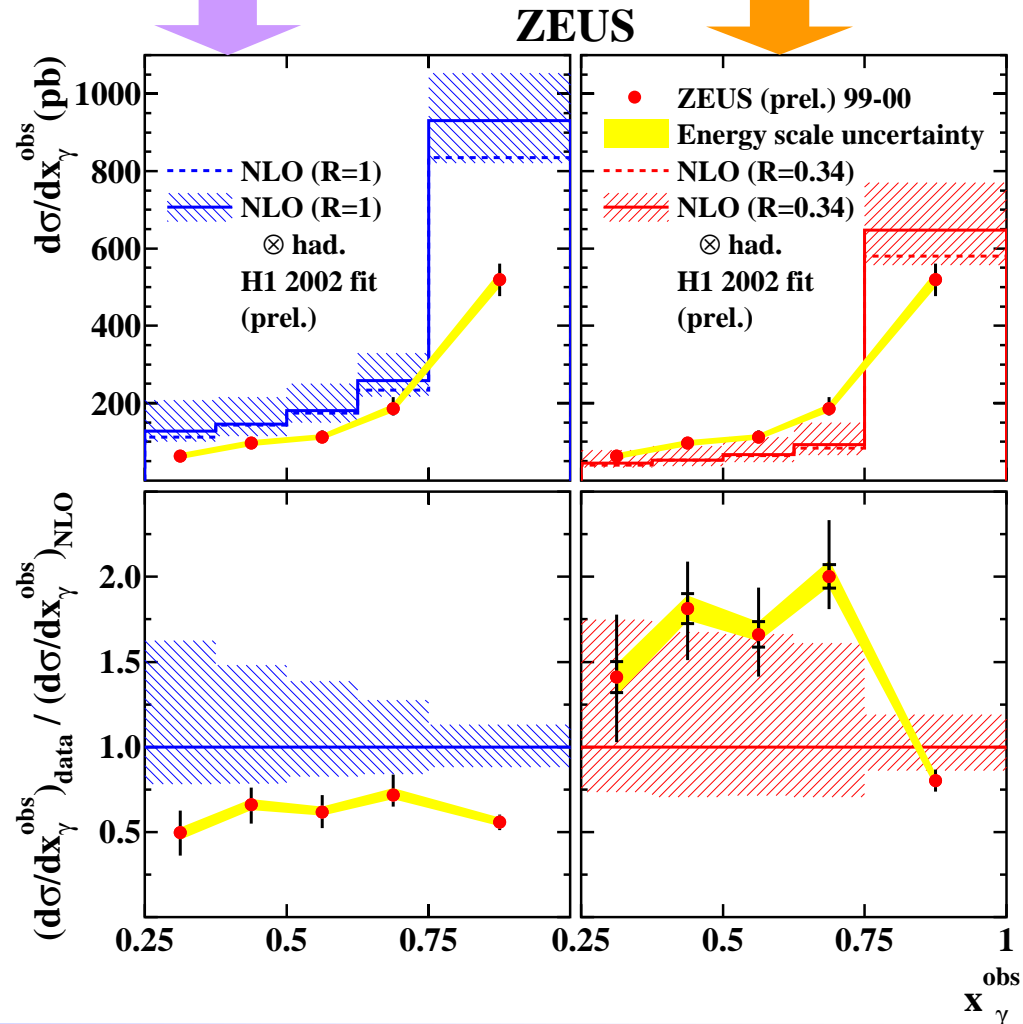 ZEUS
dσ/dx_γ^obs (pb)
1000
800
600
400
200
NLO (R=1)
NLO (R=1)
⊗ had.
H1 2002 fit
(prel.)
ZEUS (prel.) 99-00
Energy scale uncertainty
NLO (R=0.34)
NLO (R=0.34)
⊗ had.
H1 2002 fit
(prel.)
(dσ/dx_γ^obs)_data / (dσ/dx_γ^obs)_NLO
2.0
1.5
1.0
0.5
0.25 0.5 0.75 0.25 0.5 0.75 1
x_γ^obs